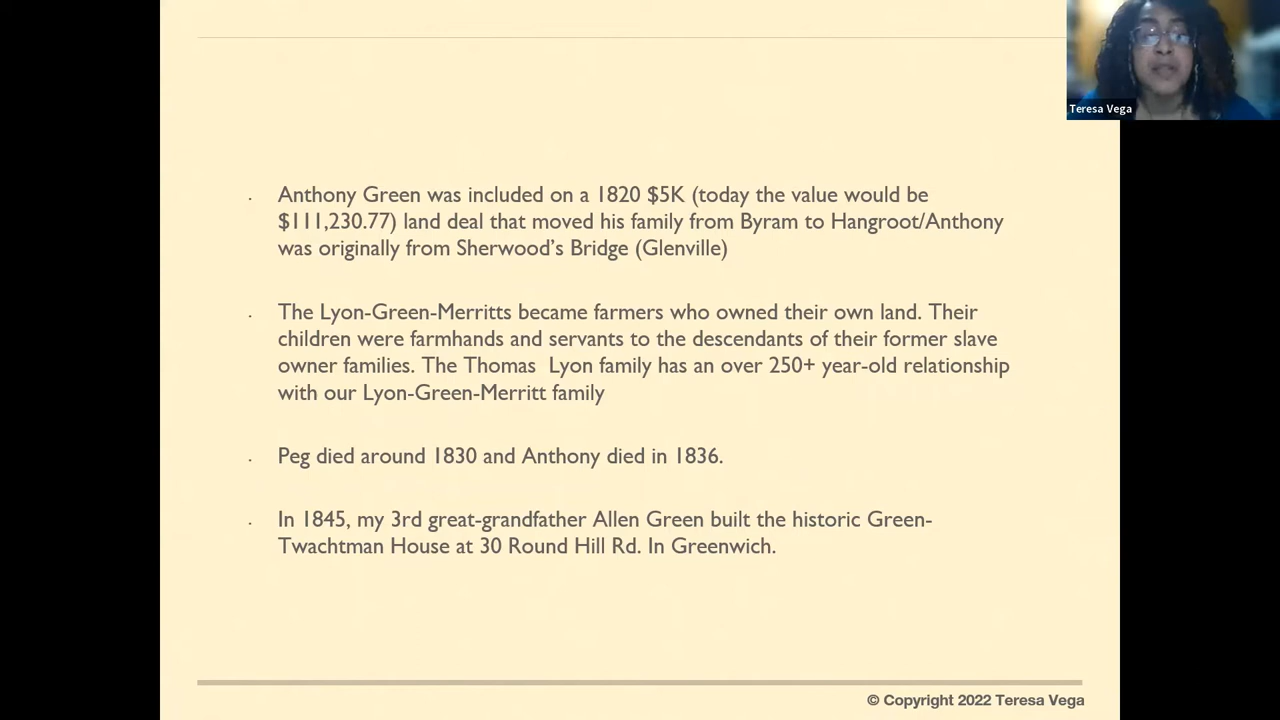 Teresa Vega
. Anthony Green was included on a 1820 $5K (today the value would be
$111,230.77) land deal that moved his family from Byram to Hangroot/Anthony
was originally from Sherwood's Bridge (Glenville)
. The Lyon-Green-Merritts became farmers who owned their own land. Their
children were farmhands and servants to the descendants of their former slave
owner families. The Thomas  Lyon family has an over 250+ year-old relationship
with our Lyon-Green-Merritt family
. Peg died around 1830 and Anthony died in 1836.
. In 1845, my 3rd great-grandfather Allen Green built the historic Green-
Twachtman House at 30 Round Hill Rd. In Greenwich.
© Copyright 2022 Teresa Vega